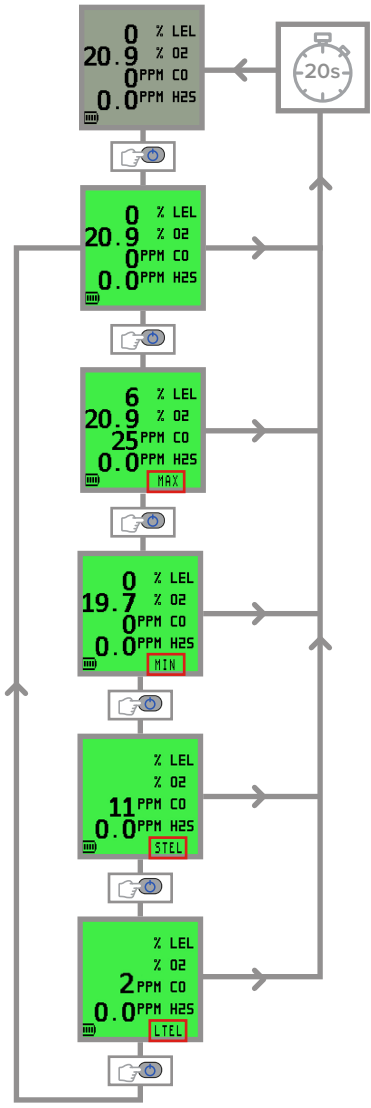 0 % LEL
20.9 % O2
0 PPM CO
0.0 PPM H2S
20s
0 % LEL
20.9 % O2
0 PPM CO
0.0 PPM H2S
6 % LEL
20.9 % O2
25 PPM CO
0.0 PPM H2S
MAX
0 % LEL
19.7 % O2
0 PPM CO
0.0 PPM H2S
MIN
% LEL
% O2
11 PPM CO
0.0 PPM H2S
STEL
% LEL
% O2
2 PPM CO
0.0 PPM H2S
LTEL